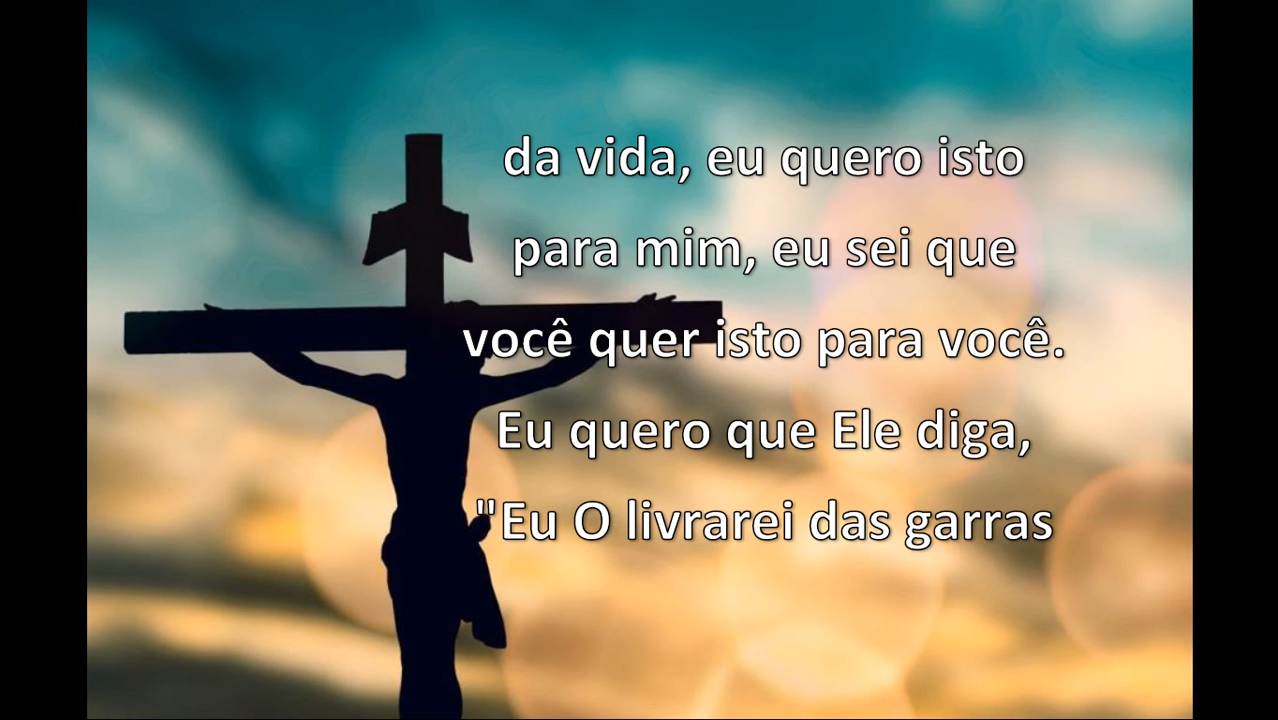 da vida, eu quero isto
para mim, eu sei que
você quer isto para você.
Eu quero que Ele diga,
"Eu O livrarei das garras